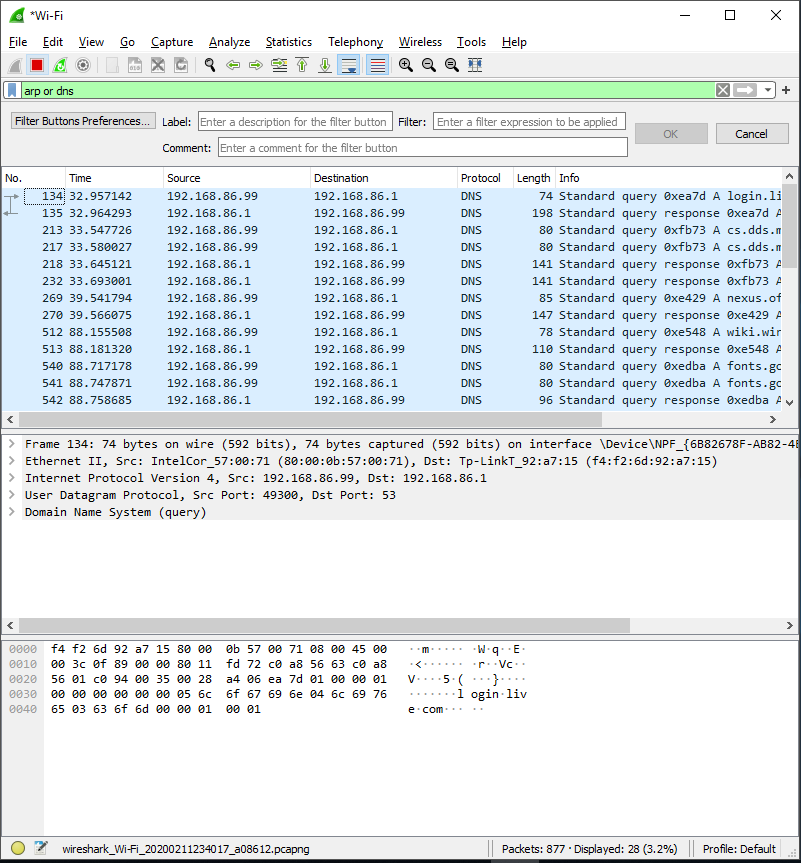 *Wi-Fi
File Edit View Go Capture Analyze Statistics Telephony Wireless Tools Help
arp or dns
Filter Buttons Preferences... Label: Enter a description for the filter button Filter: Enter a filter expression to be applied
OK Cancel
Comment: Enter a comment for the filter button
No. Time Source Destination Protocol Length Info
134 32.957142 192.168.86.99 192.168.86.1 DNS 74 Standard query 0xea7d A login.li
135 32.964293 192.168.86.1 192.168.86.99 DNS 198 Standard query response 0xea7d A
213 33.547726 192.168.86.99 192.168.86.1 DNS 80 Standard query 0xfb73 A cs.dds.m
217 33.580027 192.168.86.99 192.168.86.1 DNS 80 Standard query 0xfb73 A cs.dds.m
218 33.645121 192.168.86.1 192.168.86.99 DNS 141 Standard query response 0xfb73 A
232 33.693001 192.168.86.1 192.168.86.99 DNS 141 Standard query response 0xfb73 A
269 39.541794 192.168.86.99 192.168.86.1 DNS 85 Standard query 0xe429 A nexus.of
270 39.566075 192.168.86.1 192.168.86.99 DNS 147 Standard query response 0xe429 A
512 88.155508 192.168.86.99 192.168.86.1 DNS 78 Standard query 0xe548 A wiki.win
513 88.181320 192.168.86.1 192.168.86.99 DNS 110 Standard query response 0xe548 A
540 88.717178 192.168.86.99 192.168.86.1 DNS 80 Standard query 0xedba A fonts.gc
541 88.747871 192.168.86.99 192.168.86.1 DNS 80 Standard query 0xedba A fonts.gc
542 88.758685 192.168.86.1 192.168.86.99 DNS 96 Standard query response 0xedba A
Frame 134: 74 bytes on wire (592 bits), 74 bytes captured (592 bits) on interface \Device\NPF_{6B82678F-AB82-4E
Ethernet II, Src: IntelCor_57:00:71 (80:00:0b:57:00:71), Dst: Tp-LinkT_92:a7:15 (f4:f2:6d:92:a7:15)
Internet Protocol Version 4, Src: 192.168.86.99, Dst: 192.168.86.1
User Datagram Protocol, Src Port: 49300, Dst Port: 53
Domain Name System (query)
0000 f4 f2 6d 92 a7 15 80 00 0b 57 00 71 08 00 45 00 ··m····· ·W·q··E·
0010 00 3c 0f 89 00 00 80 11 fd 72 c0 a8 56 63 c0 a8 ·<······ ·r··Vc··
0020 56 01 c0 94 00 35 00 28 a4 06 ea 7d 01 00 00 01 V····5·( ···}····
0030 00 00 00 00 00 00 05 6c 6f 67 69 6e 04 6c 69 76 ·······l ogin·liv
0040 65 03 63 6f 6d 00 00 01 00 01 e·com··· ··
wireshark_Wi-Fi_20200211234017_a08612.pcapng Packets: 877 · Displayed: 28 (3.2%) Profile: Default